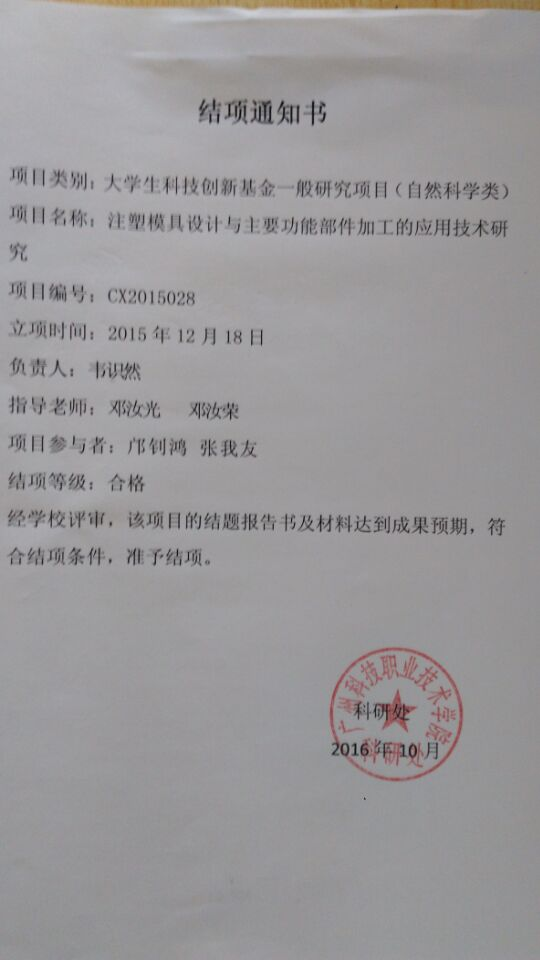 结项通知书
项目类别：大学生科技创新基金一般研究项目（自然科学类）
项目名称：注塑模具设计与主要功能部件加工的应用技术研
究
项目编号：CX2015028
立项时间：2015 年 12 月 18 日
负责人：韦识然
指导老师：邓汝光 邓汝荣
项目参与者：邝钊鸿 张我友
结项等级：合格
经学校评审，该项目的结题报告书及材料达到成果预期，符
合结项条件，准予结项。
广州科技职业技术学院
科研处
科研处
2016 年 10 月